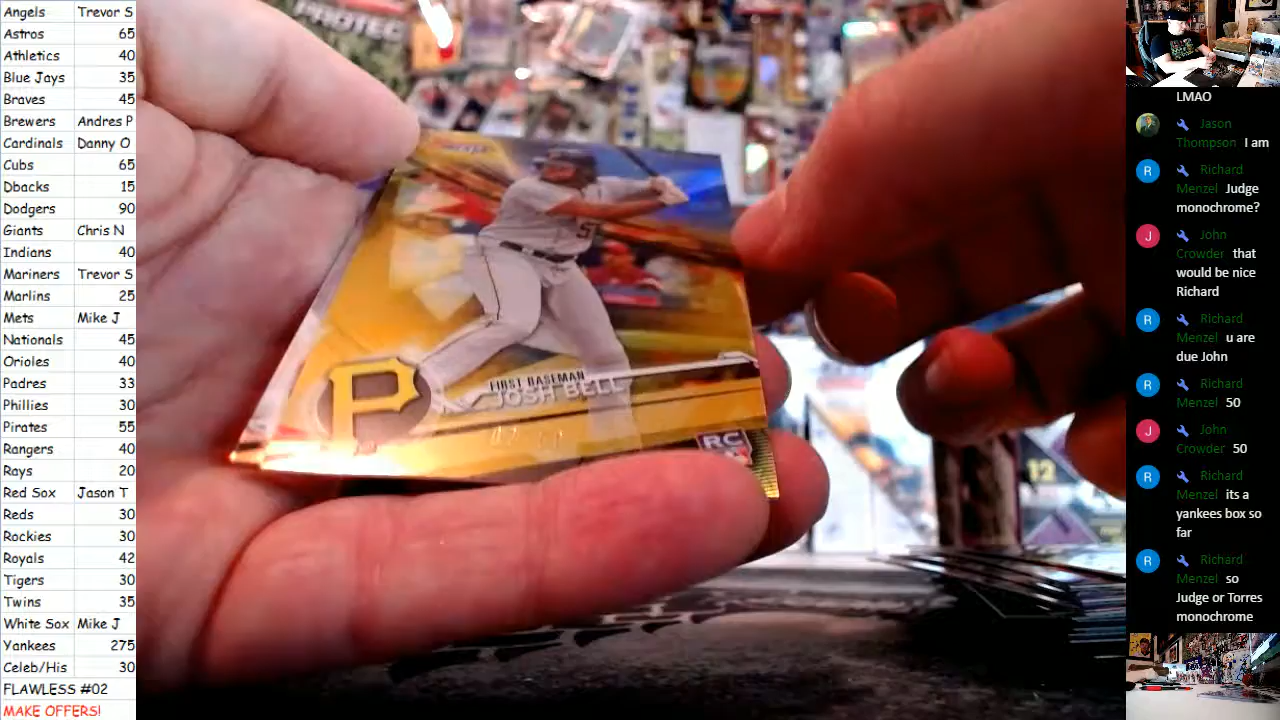 Angels Trevor S
Astros 65
Athletics 40
Blue Jays 35
Braves 45
Brewers Andres P
Cardinals Danny O
Cubs 65
Dbacks 15
Dodgers 90
Giants Chris N
Indians 40
Mariners Trevor S
Marlins 25
Mets Mike J
Nationals 45
Orioles 40
Padres 33
Phillies 30
Pirates 55
Rangers 40
Rays 20
Red Sox Jason T
Reds 30
Rockies 30
Royals 42
Tigers 30
Twins 35
White Sox Mike J
Yankees 275
Celeb/His 30
FLAWLESS #02
MAKE OFFERS!
PROTEC
P
FIRST BASEMAN
JOSH BELL
RC
12
LMAO
Jason
Thompson I am
Richard
Menzel Judge
monochrome?
John
Crowder that
would be nice
Richard
Richard
Menzel u are
due John
Richard
Menzel 50
John
Crowder 50
Richard
Menzel its a
yankees box so
far
Richard
Menzel so
Judge or Torres
monochrome
R
R
J
R
R
J
R
R